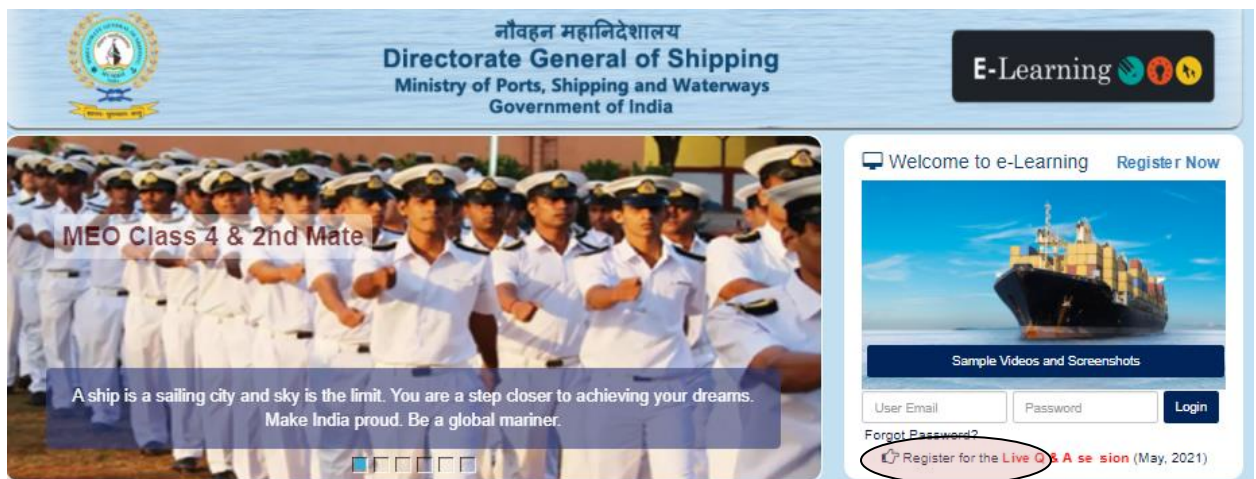 नौवहन महानिदेशालय
Directorate General of Shipping
Ministry of Ports, Shipping and Waterways
Government of India
E-Learning
MEO Class 4 & 2nd Mate
A ship is a sailing city and sky is the limit. You are a step closer to achieving your dreams.
Make India proud. Be a global mariner.
Welcome to e-Learning Register Now
Sample Videos and Screenshots
User Email Password Login
Forgot Password?
Register for the Live Q & A se sion (May, 2021)